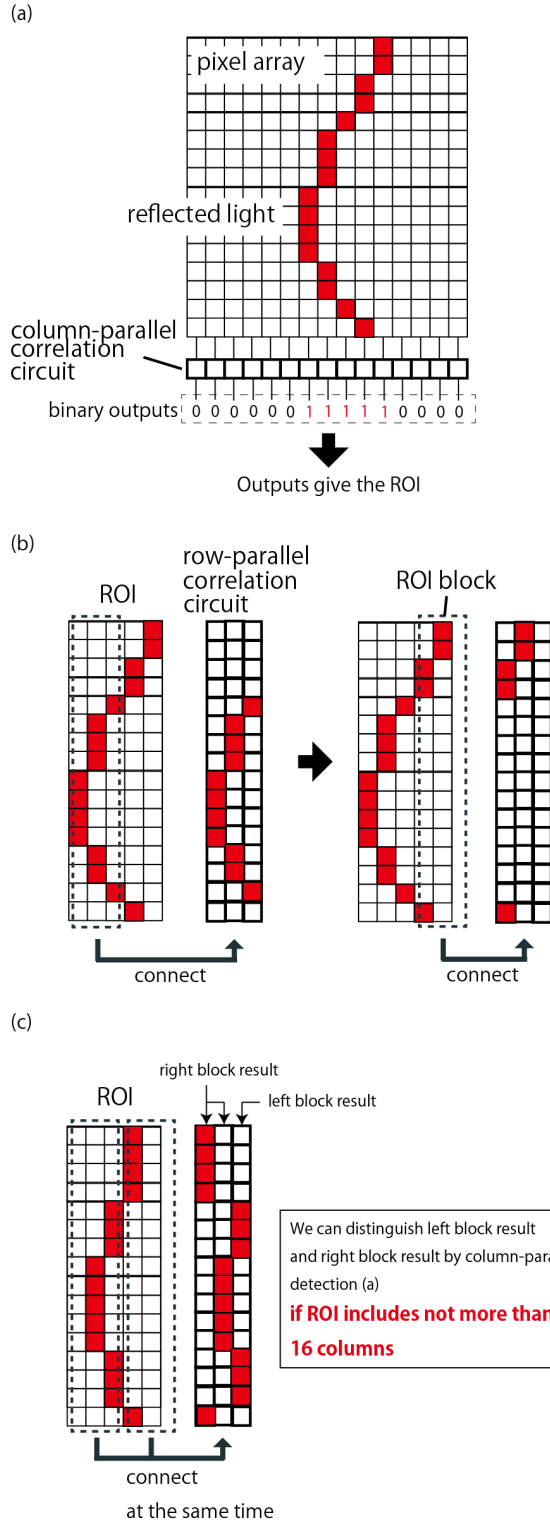 (a)
pixel array
reflected light
column-parallel
correlation
circuit
binary outputs
0 0 0 0 0 0 1 1 1 1 1 0 0 0 0
Outputs give the ROI
(b)
ROI
row-parallel
correlation
circuit
ROI block
connect
connect
(c)
right block result
ROI
left block result
We can distinguish left block result
and right block result by column-para
detection (a)
if ROI includes not more than
16 columns
connect
at the same time